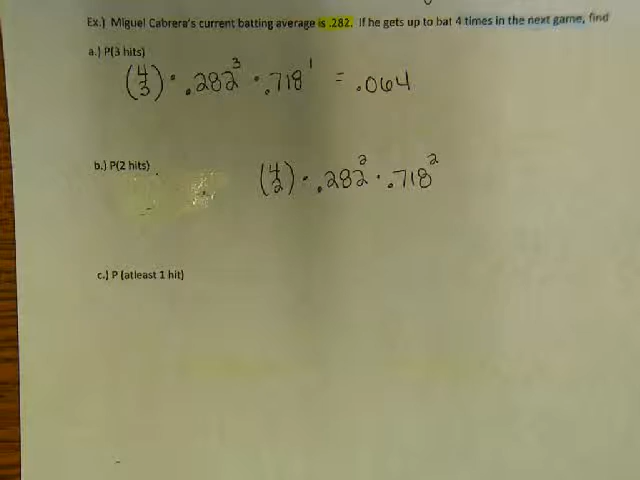 Ex.) Miguel Cabrera's current batting average is .282. If he gets up to bat 4 times in the next game, find
a.) P(3 hits)
(4 3) · .282³ · .718¹ = .064
b.) P(2 hits)
(4 2) · .282² · .718²
c.) P (atleast 1 hit)